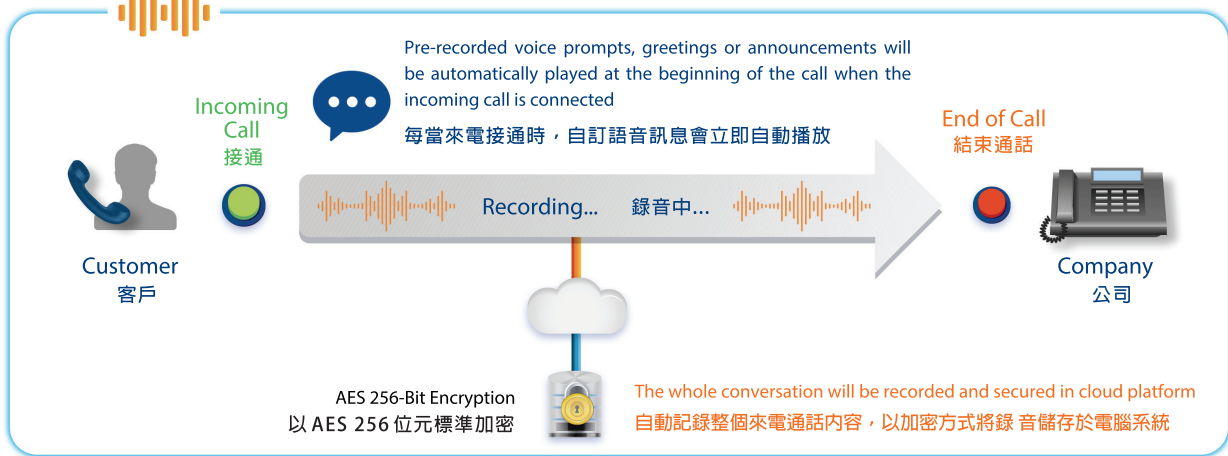 Pre-recorded voice prompts, greetings or announcements will
be automatically played at the beginning of the call when the
incoming call is connected
每當來電接通時，自訂語音訊息會立即自動播放
Incoming
Call
接通
End of Call
結束通話
Recording... 錄音中...
Customer
客戶
Company
公司
AES 256-Bit Encryption
以 AES 256 位元標準加密
The whole conversation will be recorded and secured in cloud platform
自動記錄整個來電通話內容，以加密方式將錄 音儲存於電腦系統